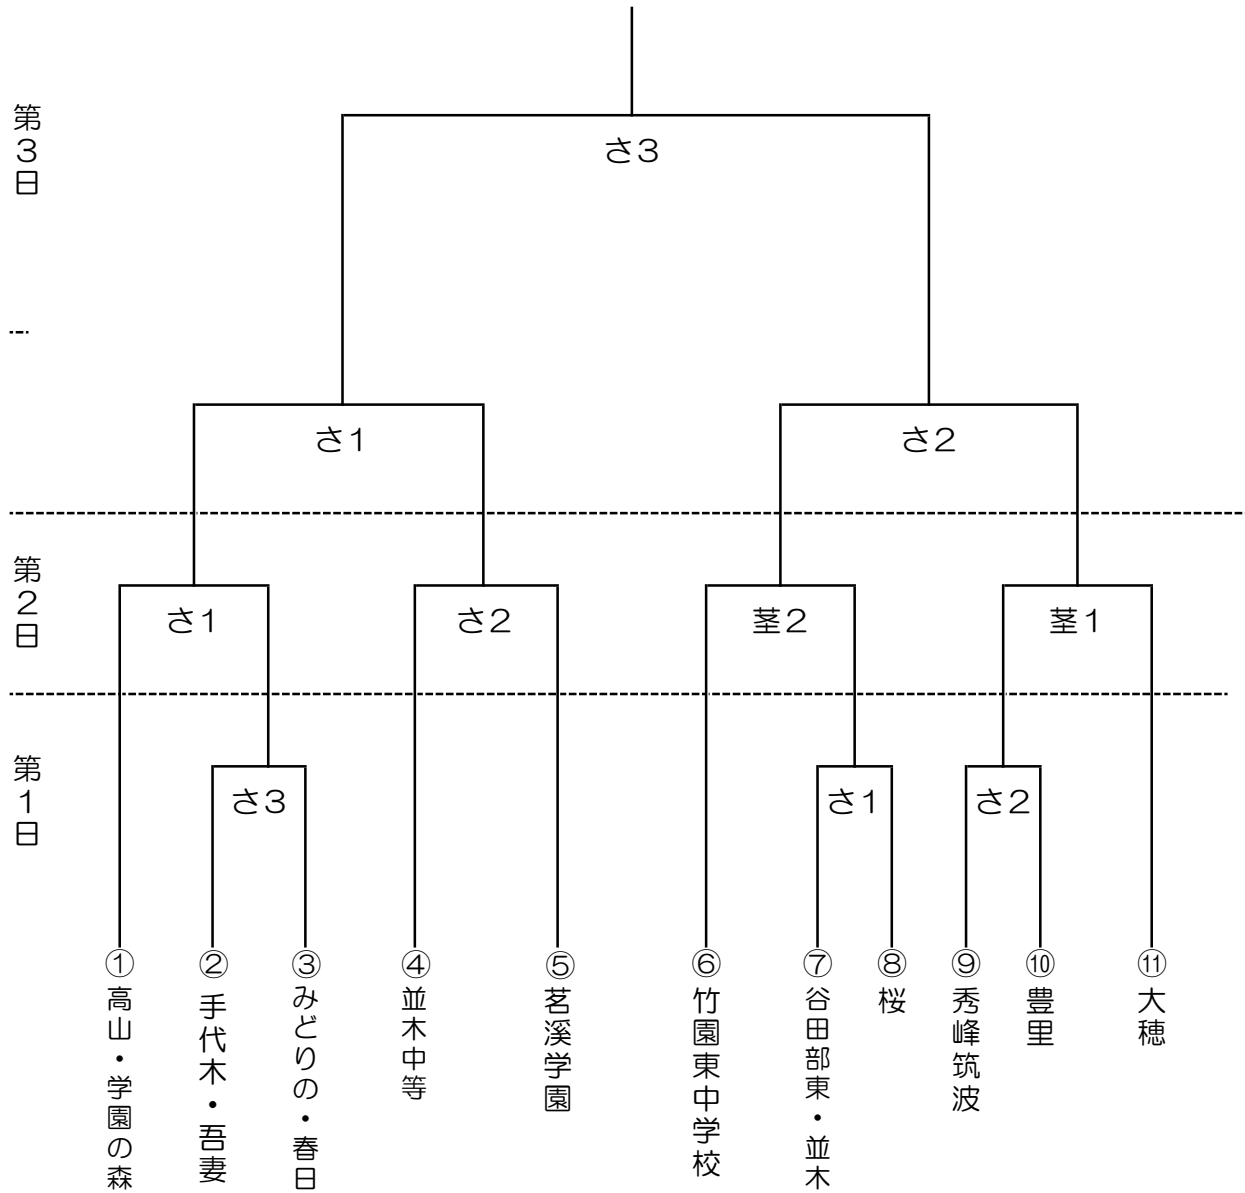 第３日
さ３
さ１
さ２
第２日
さ１
さ２
茎２
茎１
第１日
さ３
さ１
さ２
①高山・学園の森
②手代木・吾妻
③みどりの・春日
④並木中等
⑤茗溪学園
⑥竹園東中学校
⑦谷田部東・並木
⑧桜
⑨秀峰筑波
⑩豊里
⑪大穂